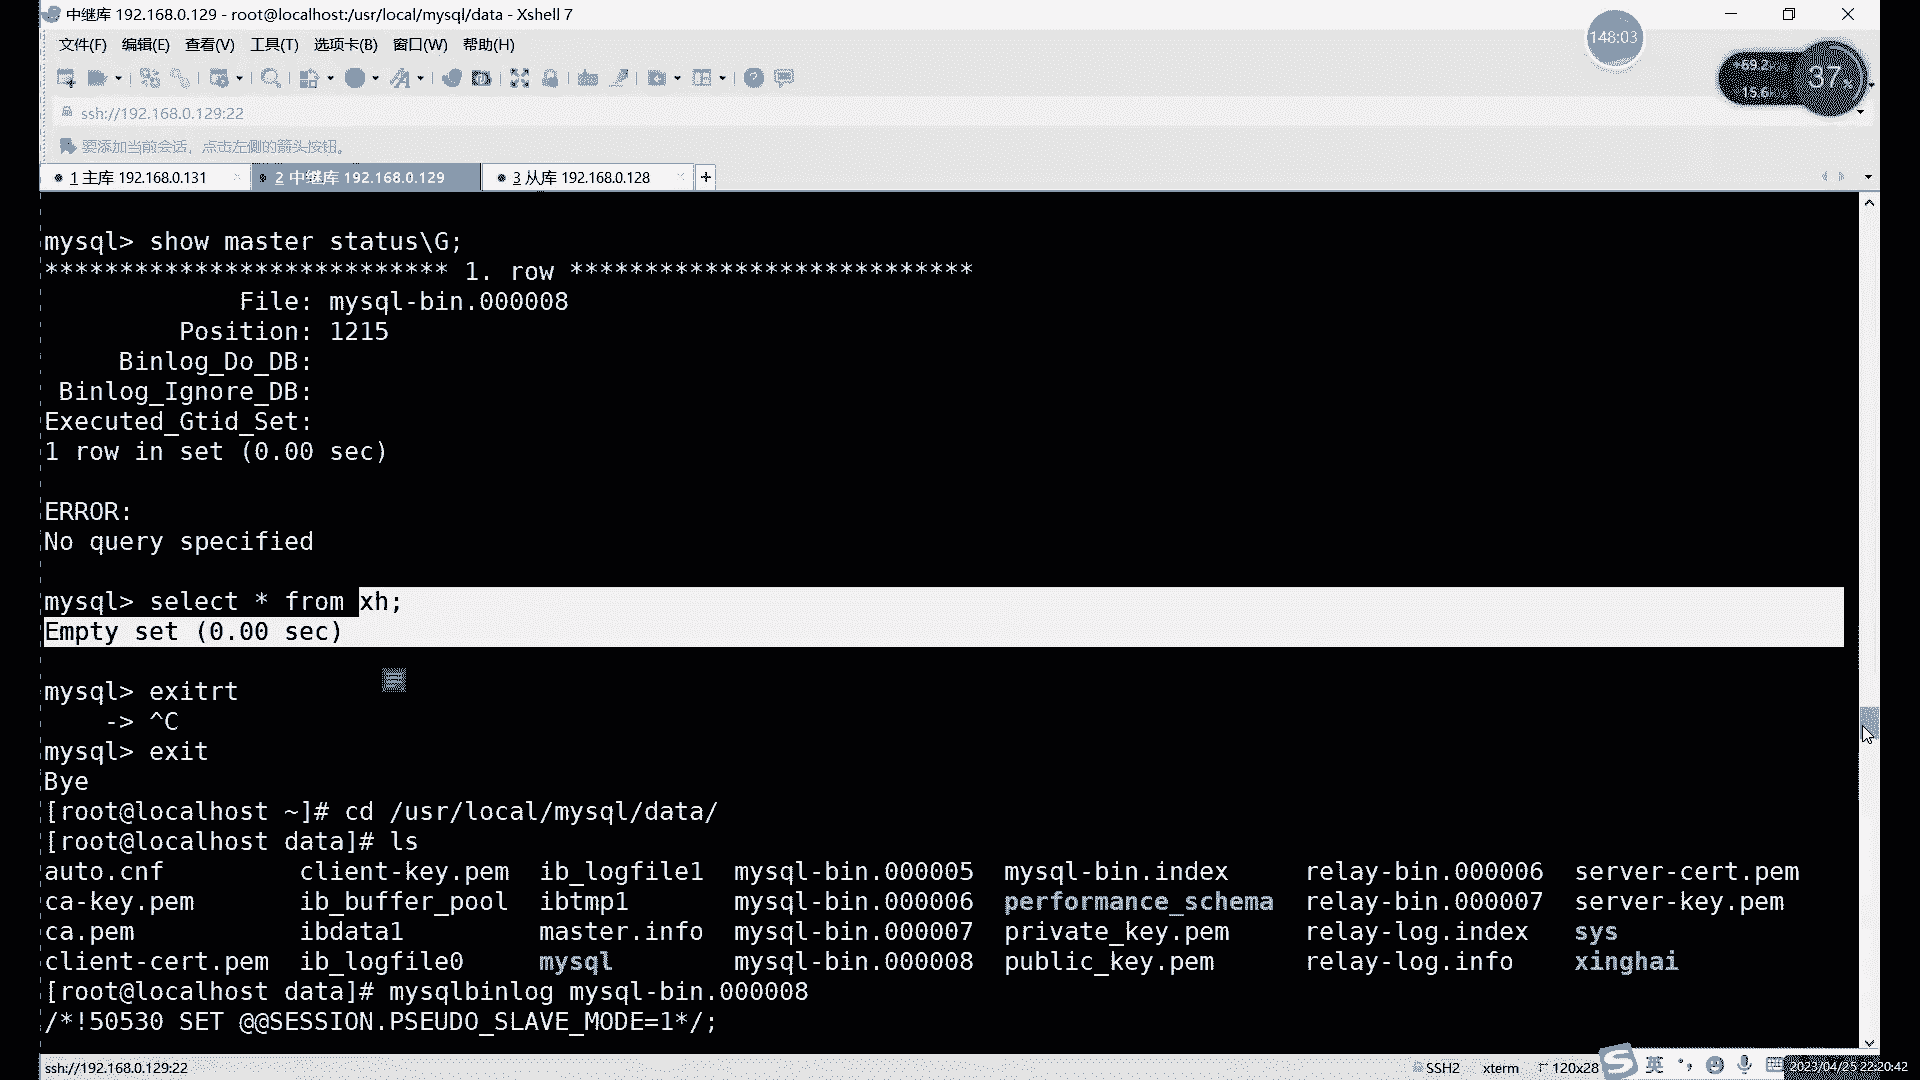 中继库 192.168.0.129 - root@localhost:/usr/local/mysql/data - Xshell 7
148:03
文件(F) 编辑(E) 查看(V) 工具(T) 选项卡(B) 窗口(W) 帮助(H)
37
15.6
ssh://192.168.0.129:22
要添加当前会话，点击左侧的箭头按钮。
1 主库 192.168.0.131 2 中继库 192.168.0.129 3 从库 192.168.0.128 +
mysql> show master status\G;
*************************** 1. row ***************************
File: mysql-bin.000008
Position: 1215
Binlog_Do_DB:
Binlog_Ignore_DB:
Executed_Gtid_Set:
1 row in set (0.00 sec)
ERROR:
No query specified
mysql> select * from xh;
Empty set (0.00 sec)
mysql> exitrt
-> ^C
mysql> exit
Bye
[root@localhost ~]# cd /usr/local/mysql/data/
[root@localhost data]# ls
auto.cnf client-key.pem ib_logfile1 mysql-bin.000005 mysql-bin.index relay-bin.000006 server-cert.pem
ca-key.pem ib_buffer_pool ibtmp1 mysql-bin.000006 performance_schema relay-bin.000007 server-key.pem
ca.pem ibdata1 master.info mysql-bin.000007 private_key.pem relay-log.index sys
client-cert.pem ib_logfile0 mysql mysql-bin.000008 public_key.pem relay-log.info xinghai
[root@localhost data]# mysqlbinlog mysql-bin.000008
/*!50530 SET @@SESSION.PSEUDO_SLAVE_MODE=1*/;
ssh://192.168.0.129:22 SSH2 xterm 120x28 英 2023/04/25 22:20:42